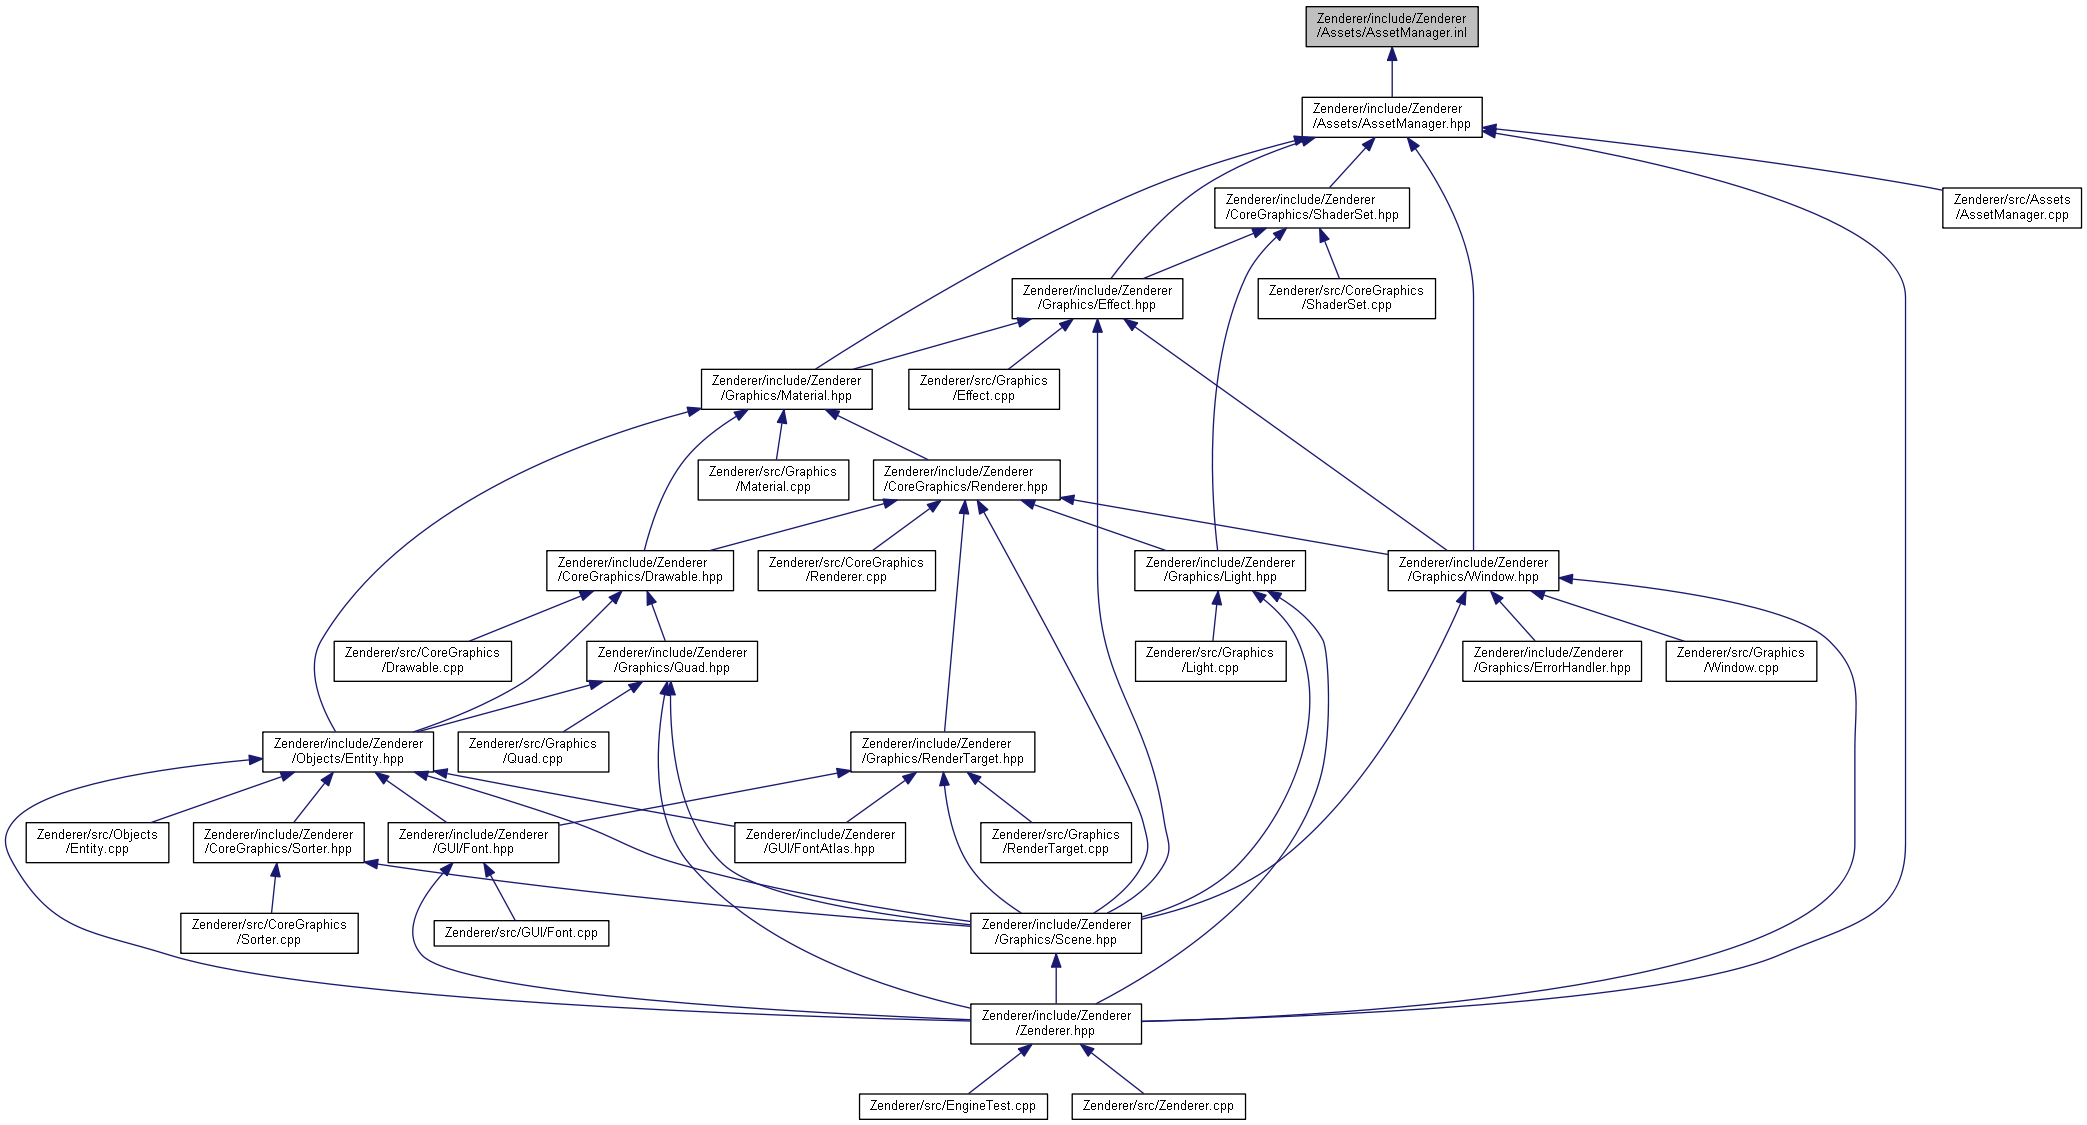 Zenderer/include/Zenderer
/Assets/AssetManager.inl
Zenderer/include/Zenderer
/Assets/AssetManager.hpp
Zenderer/include/Zenderer
/CoreGraphics/ShaderSet.hpp
Zenderer/src/Assets
/AssetManager.cpp
Zenderer/include/Zenderer
/Graphics/Effect.hpp
Zenderer/src/CoreGraphics
/ShaderSet.cpp
Zenderer/include/Zenderer
/Graphics/Material.hpp
Zenderer/src/Graphics
/Effect.cpp
Zenderer/src/Graphics
/Material.cpp
Zenderer/include/Zenderer
/CoreGraphics/Renderer.hpp
Zenderer/include/Zenderer
/CoreGraphics/Drawable.hpp
Zenderer/src/CoreGraphics
/Renderer.cpp
Zenderer/include/Zenderer
/Graphics/Light.hpp
Zenderer/include/Zenderer
/Graphics/Window.hpp
Zenderer/src/CoreGraphics
/Drawable.cpp
Zenderer/include/Zenderer
/Graphics/Quad.hpp
Zenderer/src/Graphics
/Light.cpp
Zenderer/include/Zenderer
/Graphics/ErrorHandler.hpp
Zenderer/src/Graphics
/Window.cpp
Zenderer/include/Zenderer
/Objects/Entity.hpp
Zenderer/src/Graphics
/Quad.cpp
Zenderer/include/Zenderer
/Graphics/RenderTarget.hpp
Zenderer/src/Objects
/Entity.cpp
Zenderer/include/Zenderer
/CoreGraphics/Sorter.hpp
Zenderer/include/Zenderer
/GUI/Font.hpp
Zenderer/include/Zenderer
/GUI/FontAtlas.hpp
Zenderer/src/Graphics
/RenderTarget.cpp
Zenderer/src/CoreGraphics
/Sorter.cpp
Zenderer/src/GUI/Font.cpp
Zenderer/include/Zenderer
/Graphics/Scene.hpp
Zenderer/include/Zenderer
/Zenderer.hpp
Zenderer/src/EngineTest.cpp
Zenderer/src/Zenderer.cpp